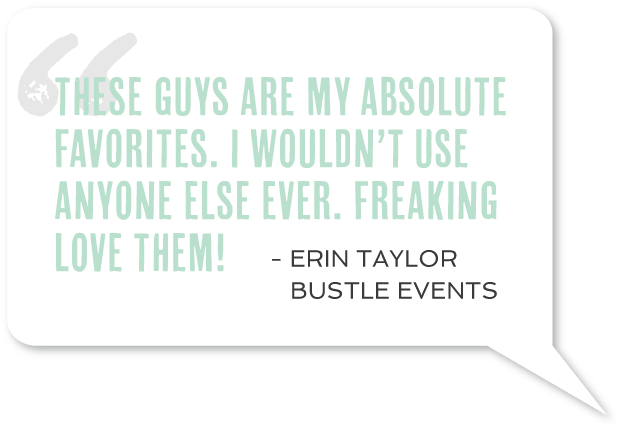 “
THESE GUYS ARE MY ABSOLUTE
FAVORITES. I WOULDN’T USE
ANYONE ELSE EVER. FREAKING
LOVE THEM!
- ERIN TAYLOR
BUSTLE EVENTS